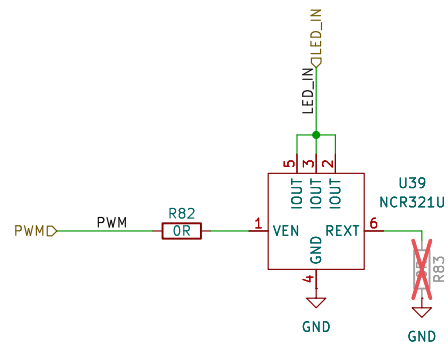 LED_IN
LED_IN
5
3
2
IOUT
IOUT
IOUT
U39
NCR321U
R82
0R
PWM
PWM
1
VEN
REXT
6
GND
4
R83
GND
GND